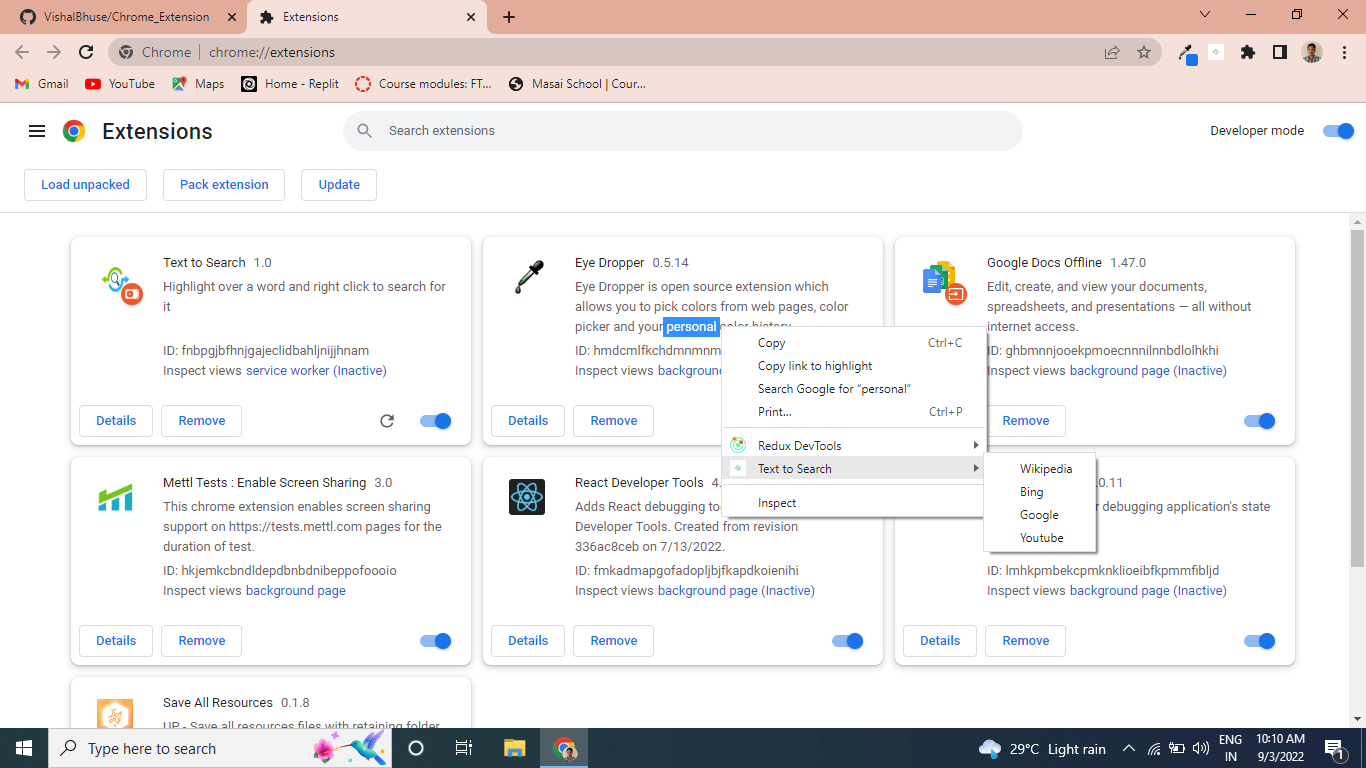 VishalBhuse/Chrome_Extension
Extensions
Chrome
chrome://extensions
Gmail
YouTube
Maps
Home - Replit
Course modules: FT...
Masai School | Cour...
Extensions
Search extensions
Developer mode
Load unpacked
Pack extension
Update
Text to Search 1.0
Highlight over a word and right click to search for
it
ID: fnbpgjbfhnjgajeclidbahljnijjhnam
Inspect views service worker (Inactive)
Details
Remove
Eye Dropper 0.5.14
Eye Dropper is open source extension which
allows you to pick colors from web pages, color
picker and your personal color history.
ID: hmdcmlfkchdmnmnm
Inspect views backgroun
Details
Remove
Google Docs Offline 1.47.0
Edit, create, and view your documents,
spreadsheets, and presentations — all without
internet access.
ID: ghbmnnjooekpmoecnnnilnnbdlolhkhi
Inspect views background page (Inactive)
Remove
Copy Ctrl+C
Copy link to highlight
Search Google for “personal”
Print... Ctrl+P
Redux DevTools
Text to Search
Inspect
Wikipedia
Bing
Google
Youtube
Mettl Tests : Enable Screen Sharing 3.0
This chrome extension enables screen sharing
support on https://tests.mettl.com pages for the
duration of test.
ID: hkjemkcbndldepdbnbdnibeppofoooio
Inspect views background page
Details
Remove
React Developer Tools 4.
Adds React debugging to
Developer Tools. Created from revision
336ac8ceb on 7/13/2022.
ID: fmkadmapgofadopljbjfkapdkoienihi
Inspect views background page (Inactive)
Details
Remove
.0.11
debugging application's state
ID: lmhkpmbekcpmknklioeibfkpmmfibljd
Inspect views background page (Inactive)
Details
Remove
Save All Resources 0.1.8
UP - Save all resources files with retaining folder
Type here to search
29°C Light rain
ENG
IN
10:10 AM
9/3/2022
1